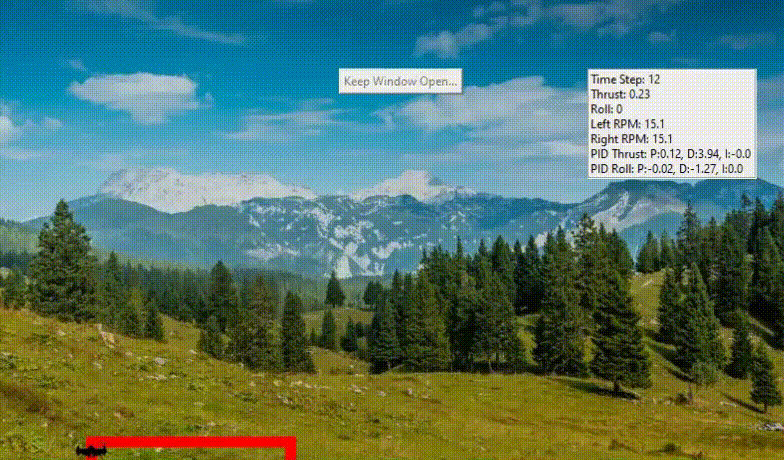 Keep Window Open...
Time Step: 12
Thrust: 0.23
Roll: 0
Left RPM: 15.1
Right RPM: 15.1
PID Thrust: P:0.12, D:3.94, I:-0.0
PID Roll: P:-0.02, D:-1.27, I:0.0